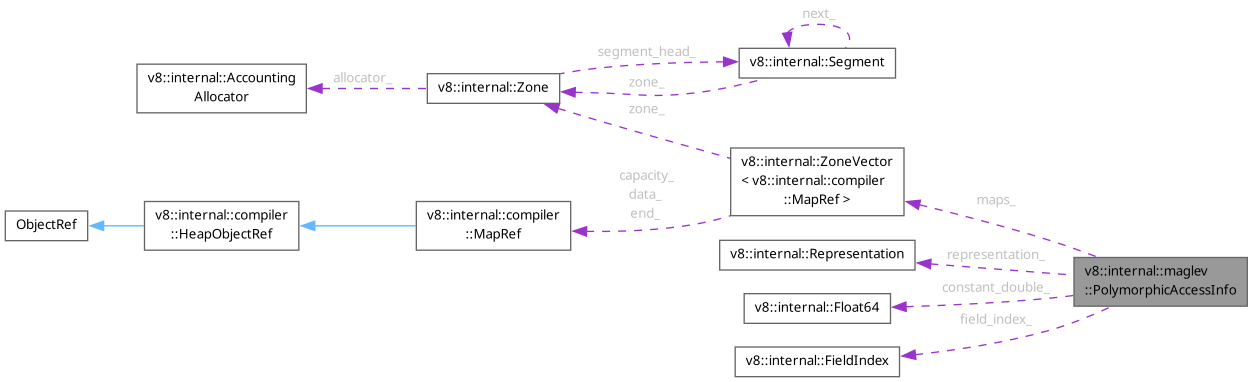 next_
segment_head_
v8::internal::Segment
v8::internal::Accounting
Allocator
allocator_
v8::internal::Zone
zone_
zone_
v8::internal::ZoneVector
< v8::internal::compiler
::MapRef >
capacity_
data_
end_
maps_
ObjectRef
v8::internal::compiler
::HeapObjectRef
v8::internal::compiler
::MapRef
v8::internal::Representation
representation_
v8::internal::maglev
::PolymorphicAccessInfo
constant_double_
v8::internal::Float64
field_index_
v8::internal::FieldIndex